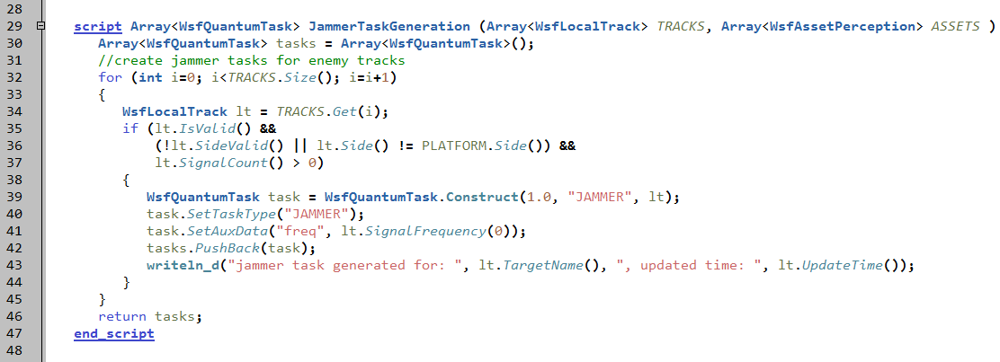 28
29 script Array<WsfQuantumTask> JammerTaskGeneration (Array<WsfLocalTrack> TRACKS, Array<WsfAssetPerception> ASSETS )
30 Array<WsfQuantumTask> tasks = Array<WsfQuantumTask>();
31 //create jammer tasks for enemy tracks
32 for (int i=0; i<TRACKS.Size(); i=i+1)
33 {
34 WsfLocalTrack lt = TRACKS.Get(i);
35 if (lt.IsValid() &&
36 (!lt.SideValid() || lt.Side() != PLATFORM.Side()) &&
37 lt.SignalCount() > 0)
38 {
39 WsfQuantumTask task = WsfQuantumTask.Construct(1.0, "JAMMER", lt);
40 task.SetTaskType("JAMMER");
41 task.SetAuxData("freq", lt.SignalFrequency(0));
42 tasks.PushBack(task);
43 writeln_d("jammer task generated for: ", lt.TargetName(), ", updated time: ", lt.UpdateTime());
44 }
45 }
46 return tasks;
47 end_script
48